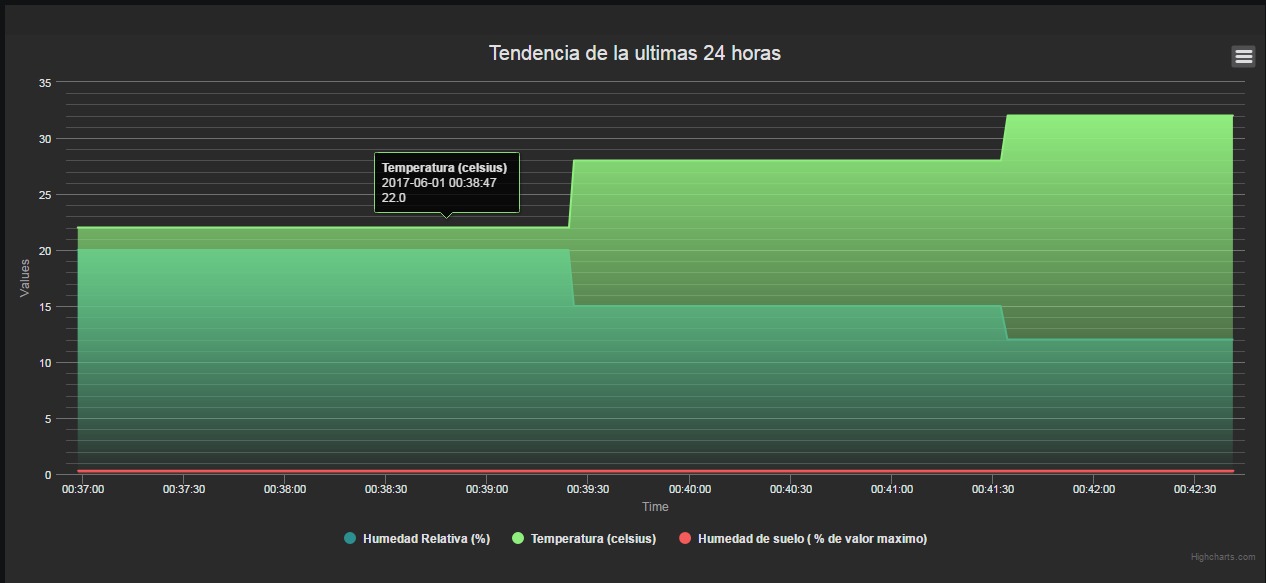 Tendencia de la ultimas 24 horas
35
30
25
20
15
10
5
0
Values
Temperatura (celsius)
2017-06-01 00:38:47
22.0
00:37:00 00:37:30 00:38:00 00:38:30 00:39:00 00:39:30 00:40:00 00:40:30 00:41:00 00:41:30 00:42:00 00:42:30
Time
Humedad Relativa (%) Temperatura (celsius) Humedad de suelo ( % de valor maximo)
Highcharts.com